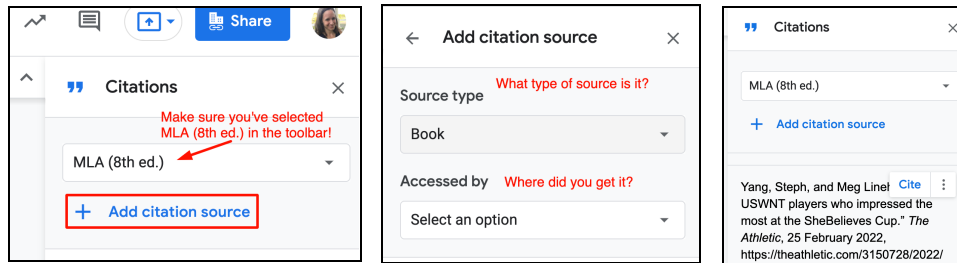 Share
Citations
Make sure you've selected
MLA (8th ed.) in the toolbar!
MLA (8th ed.)
+ Add citation source
Add citation source
What type of source is it?
Source type
Book
Accessed by
Where did you get it?
Select an option
Citations
MLA (8th ed.)
+ Add citation source
Yang, Steph, and Meg Lineh
Cite
USWNT players who impressed the
most at the SheBelieves Cup.” The
Athletic, 25 February 2022,
https://theathletic.com/3150728/2022/